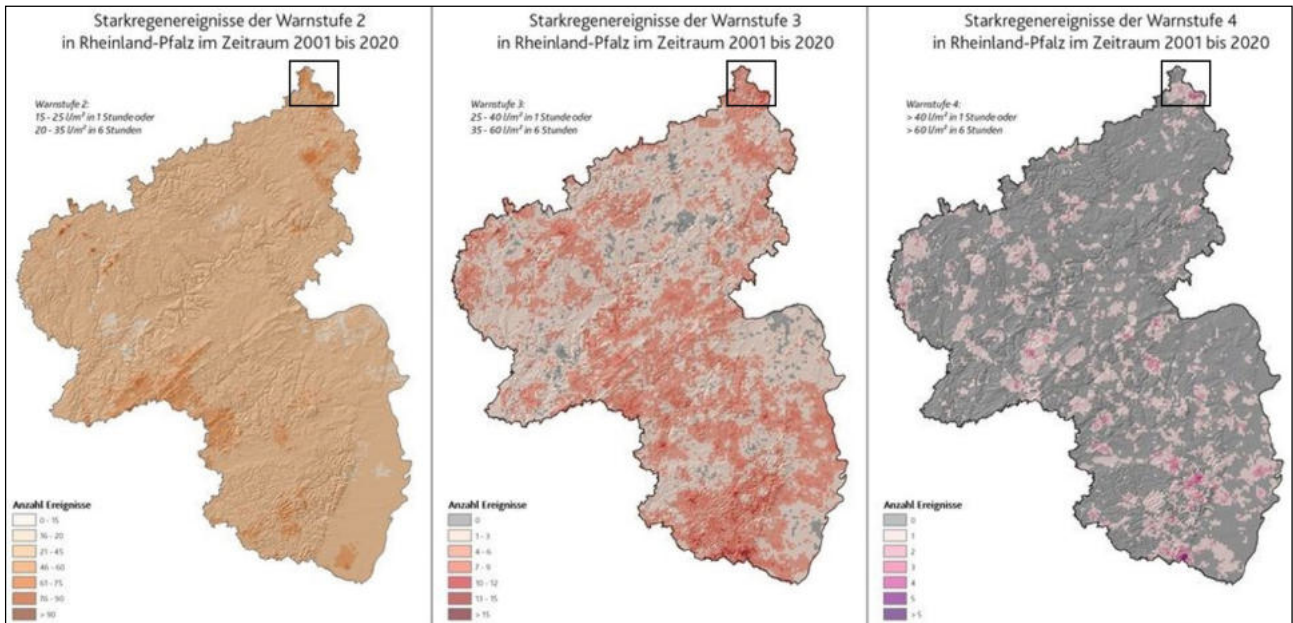 Starkregenereignisse der Warnstufe 2
in Rheinland-Pfalz im Zeitraum 2001 bis 2020
Warnstufe 2:
15 - 25 l/m² in 1 Stunde oder
20 - 35 l/m² in 6 Stunden
Anzahl Ereignisse
0 - 15
16 - 20
21 - 45
46 - 60
61 - 75
76 - 90
> 90
Starkregenereignisse der Warnstufe 3
in Rheinland-Pfalz im Zeitraum 2001 bis 2020
Warnstufe 3:
25 - 40 l/m² in 1 Stunde oder
35 - 60 l/m² in 6 Stunden
Anzahl Ereignisse
0
1 - 3
4 - 6
7 - 9
10 - 12
13 - 15
> 15
Starkregenereignisse der Warnstufe 4
in Rheinland-Pfalz im Zeitraum 2001 bis 2020
Warnstufe 4:
> 40 l/m² in 1 Stunde oder
> 60 l/m² in 6 Stunden
Anzahl Ereignisse
0
1
2
3
4
5
> 5